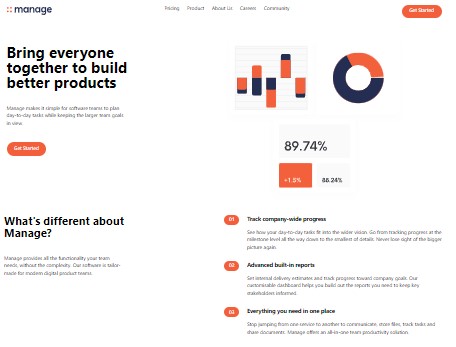 manage
Pricing Product About Us Careers Community
Get Started
Bring everyone
together to build
better products
Manage makes it simple for software teams to plan
day-to-day tasks while keeping the larger team goals
in view.
Get Started
89.74%
+1.5%
86.24%
What's different about
Manage?
Manage provides all the functionality your team
needs, without the complexity. Our software is tailor-
made for modern digital product teams.
01 Track company-wide progress
See how your day-to-day tasks fit into the wider vision. Go from tracking progress at the
milestone level all the way down to the smallest of details. Never lose sight of the bigger
picture again.
02 Advanced built-in reports
Set internal delivery estimates and track progress toward company goals. Our
customisable dashboard helps you build out the reports you need to keep key
stakeholders informed.
03 Everything you need in one place
Stop jumping from one service to another to communicate, store files, track tasks and
share documents. Manage offers an all-in-one team productivity solution.